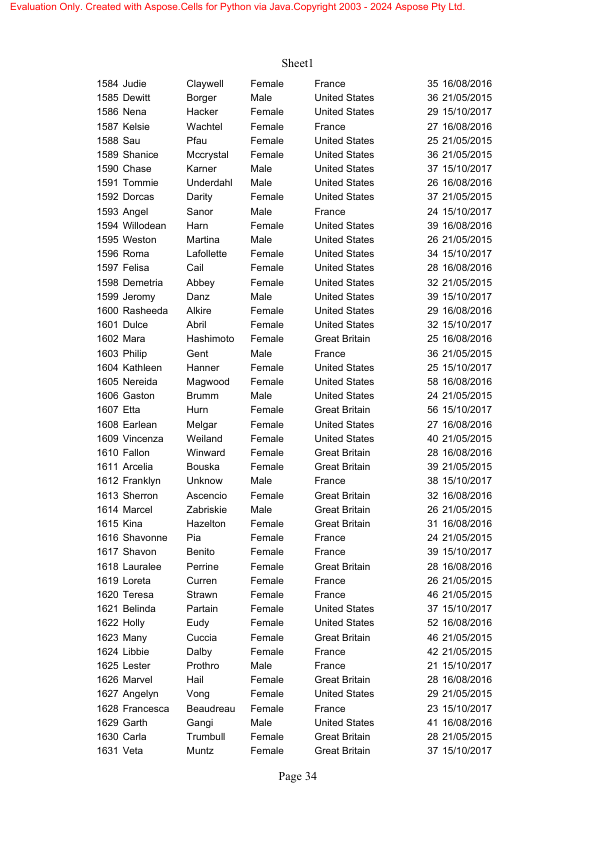 Evaluation Only. Created with Aspose.Cells for Python via Java.Copyright 2003 - 2024 Aspose Pty Ltd.
Sheet1
1584 Judie Claywell Female France 35 16/08/2016
1585 Dewitt Borger Male United States 36 21/05/2015
1586 Nena Hacker Female United States 29 15/10/2017
1587 Kelsie Wachtel Female France 27 16/08/2016
1588 Sau Pfau Female United States 25 21/05/2015
1589 Shanice Mccrystal Female United States 36 21/05/2015
1590 Chase Karner Male United States 37 15/10/2017
1591 Tommie Underdahl Male United States 26 16/08/2016
1592 Dorcas Darity Female United States 37 21/05/2015
1593 Angel Sanor Male France 24 15/10/2017
1594 Willodean Harn Female United States 39 16/08/2016
1595 Weston Martina Male United States 26 21/05/2015
1596 Roma Lafollette Female United States 34 15/10/2017
1597 Felisa Cail Female United States 28 16/08/2016
1598 Demetria Abbey Female United States 32 21/05/2015
1599 Jeromy Danz Male United States 39 15/10/2017
1600 Rasheeda Alkire Female United States 29 16/08/2016
1601 Dulce Abril Female United States 32 15/10/2017
1602 Mara Hashimoto Female Great Britain 25 16/08/2016
1603 Philip Gent Male France 36 21/05/2015
1604 Kathleen Hanner Female United States 25 15/10/2017
1605 Nereida Magwood Female United States 58 16/08/2016
1606 Gaston Brumm Male United States 24 21/05/2015
1607 Etta Hurn Female Great Britain 56 15/10/2017
1608 Earlean Melgar Female United States 27 16/08/2016
1609 Vincenza Weiland Female United States 40 21/05/2015
1610 Fallon Winward Female Great Britain 28 16/08/2016
1611 Arcelia Bouska Female Great Britain 39 21/05/2015
1612 Franklyn Unknow Male France 38 15/10/2017
1613 Sherron Ascencio Female Great Britain 32 16/08/2016
1614 Marcel Zabriskie Male Great Britain 26 21/05/2015
1615 Kina Hazelton Female Great Britain 31 16/08/2016
1616 Shavonne Pia Female France 24 21/05/2015
1617 Shavon Benito Female France 39 15/10/2017
1618 Lauralee Perrine Female Great Britain 28 16/08/2016
1619 Loreta Curren Female France 26 21/05/2015
1620 Teresa Strawn Female France 46 21/05/2015
1621 Belinda Partain Female United States 37 15/10/2017
1622 Holly Eudy Female United States 52 16/08/2016
1623 Many Cuccia Female Great Britain 46 21/05/2015
1624 Libbie Dalby Female France 42 21/05/2015
1625 Lester Prothro Male France 21 15/10/2017
1626 Marvel Hail Female Great Britain 28 16/08/2016
1627 Angelyn Vong Female United States 29 21/05/2015
1628 Francesca Beaudreau Female France 23 15/10/2017
1629 Garth Gangi Male United States 41 16/08/2016
1630 Carla Trumbull Female Great Britain 28 21/05/2015
1631 Veta Muntz Female Great Britain 37 15/10/2017
Page 34